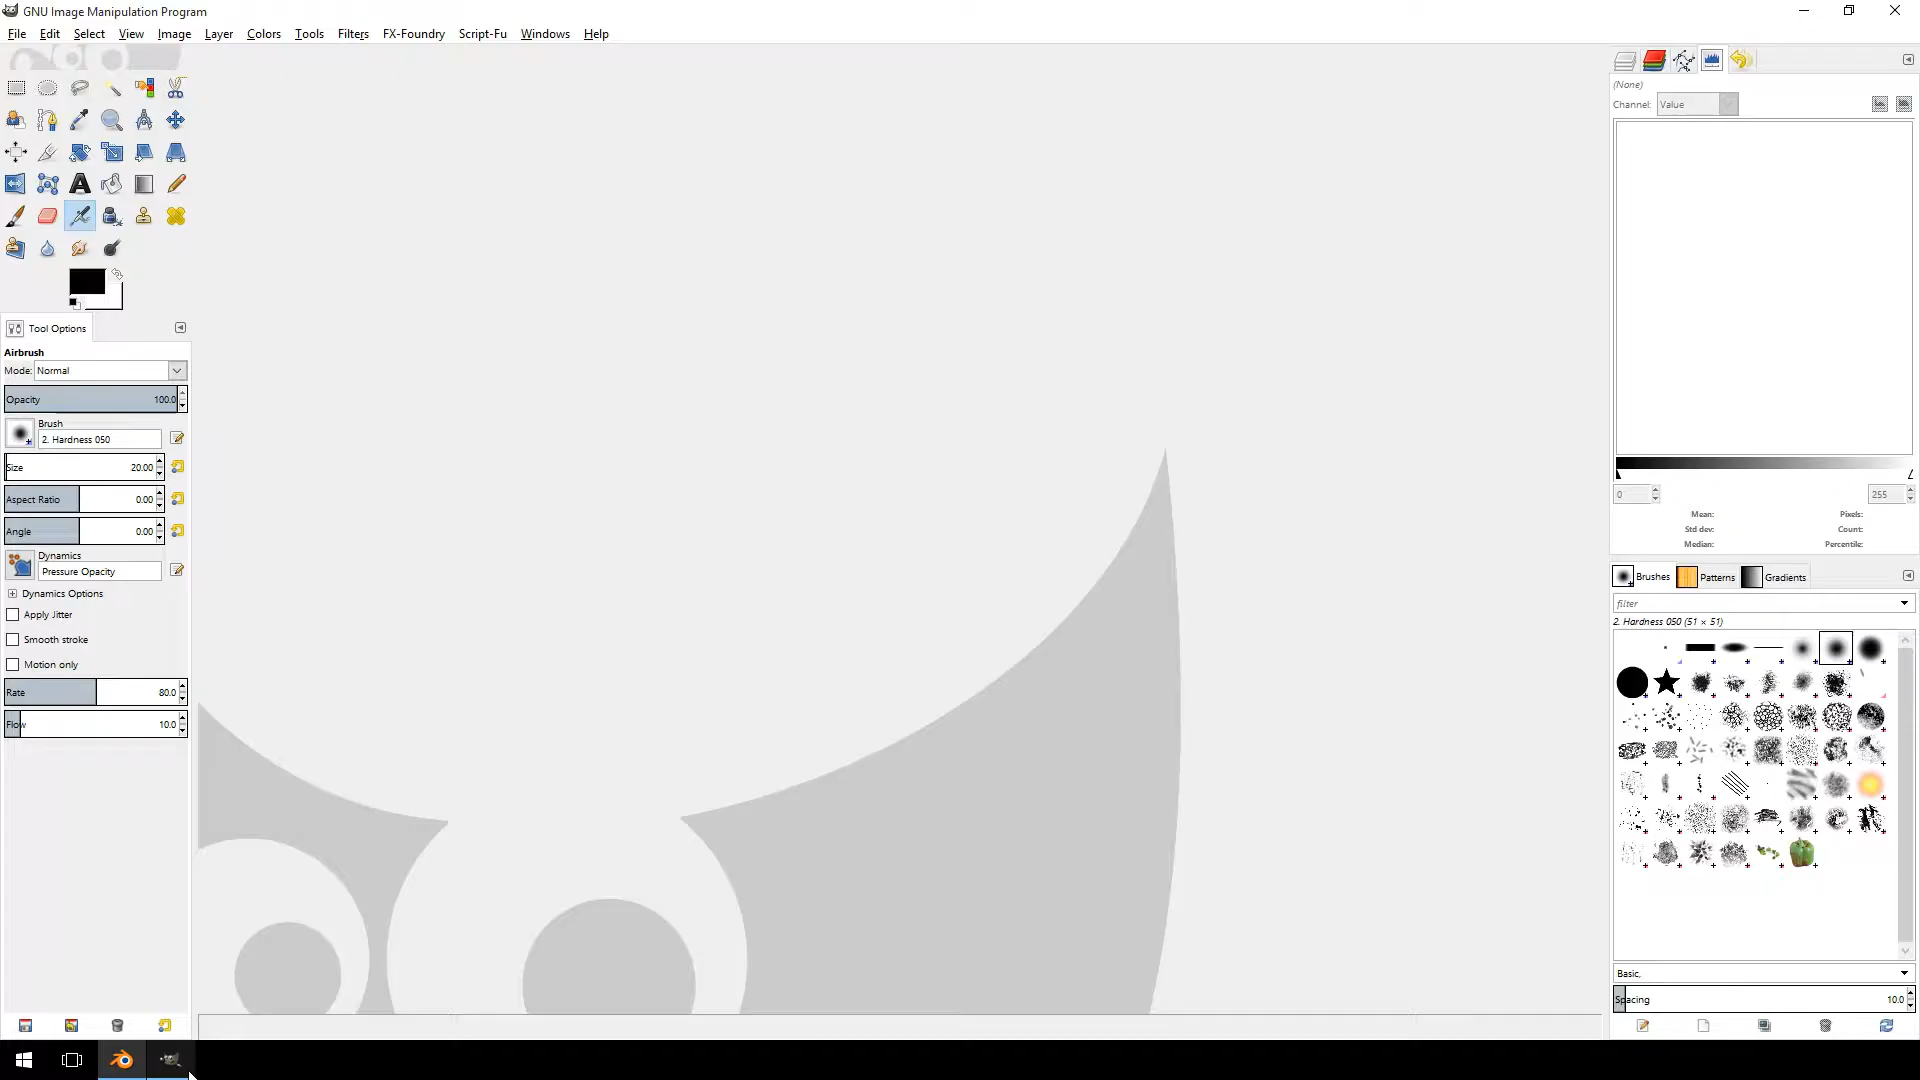 GNU Image Manipulation Program
File Edit Select View Image Layer Colors Tools Filters FX-Foundry Script-Fu Windows Help
(None)
Channel: Value
0 255
Mean: Pixels:
Std dev: Count:
Median: Percentile:
Tool Options
Airbrush
Mode: Normal
Opacity 100.0
Brush
2. Hardness 050
Size 20.00
Aspect Ratio 0.00
Angle 0.00
Dynamics
Pressure Opacity
Dynamics Options
Apply Jitter
Smooth stroke
Motion only
Rate 80.0
Flow 10.0
Brushes Patterns Gradients
filter
2. Hardness 050 (51 × 51)
Basic,
Spacing 10.0